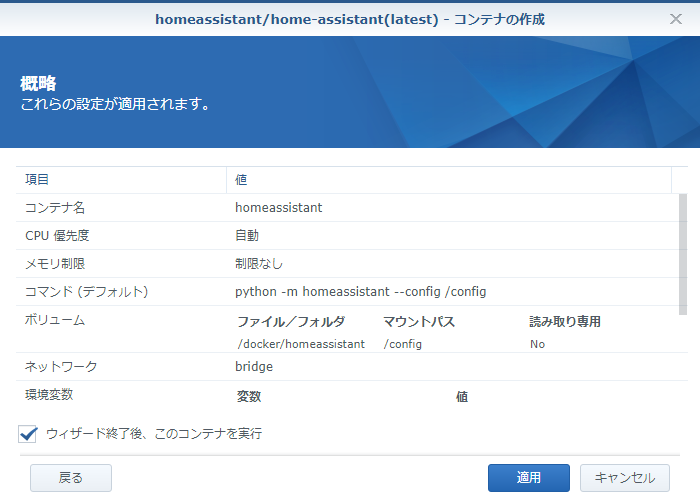 homeassistant/home-assistant(latest) - コンテナの作成
概略
これらの設定が適用されます。
項目 値
コンテナ名 homeassistant
CPU 優先度 自動
メモリ制限 制限なし
コマンド (デフォルト) python -m homeassistant --config /config
ボリューム ファイル／フォルダ マウントパス 読み取り専用
/docker/homeassistant /config No
ネットワーク bridge
環境変数 変数 値
ウィザード終了後、このコンテナを実行
戻る 適用 キャンセル